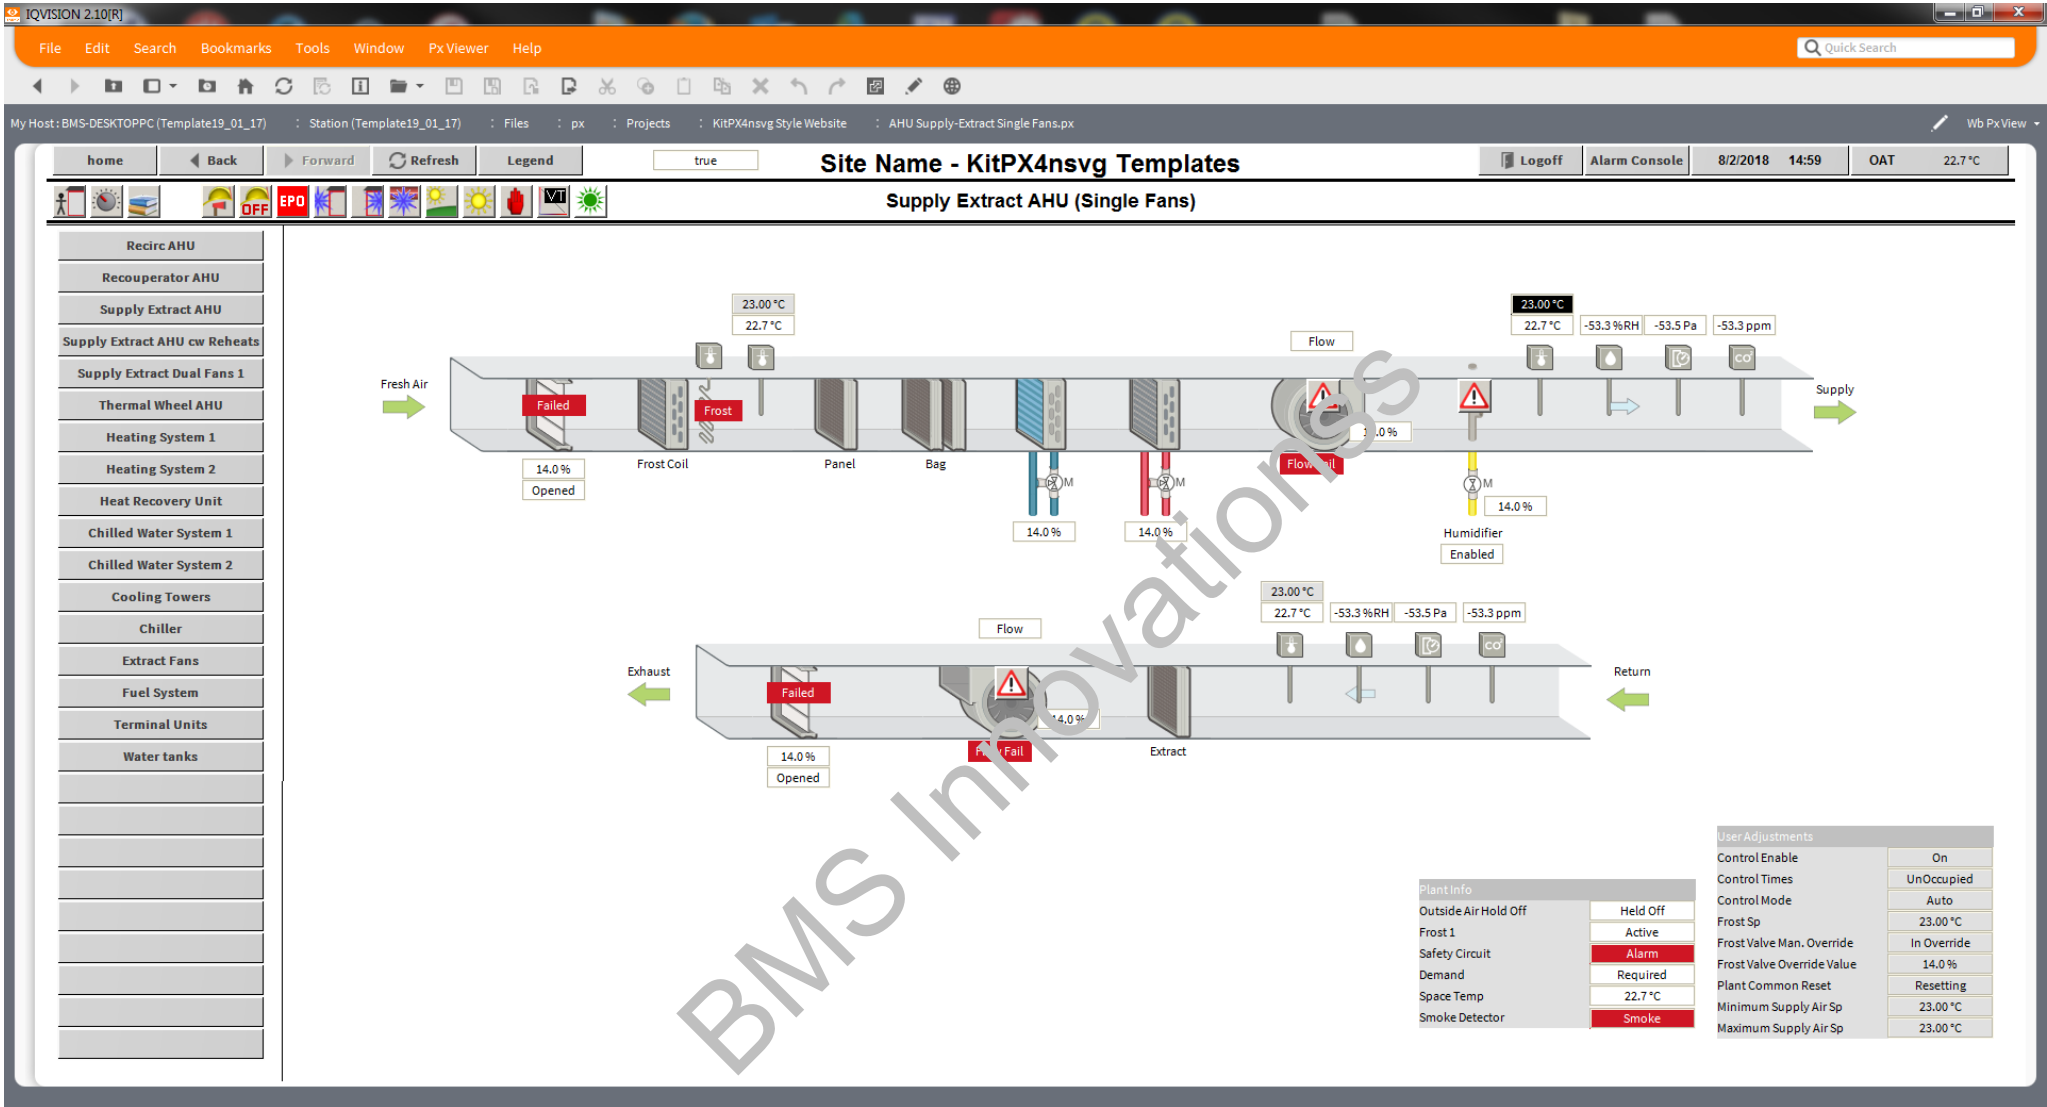 IQVISION 2.10[R]
File Edit Search Bookmarks Tools Window Px Viewer Help
Quick Search
My Host : BMS-DESKTOPPC (Template19_01_17) : Station (Template19_01_17) : Files : px : Projects : KitPX4nsvg Style Website : AHU Supply-Extract Single Fans.px
Wb Px View
home Back Forward Refresh Legend
true
Site Name - KitPX4nsvg Templates
Logoff Alarm Console 8/2/2018 14:59 OAT 22.7 °C
OFF EPO VT
Supply Extract AHU (Single Fans)
Recirc AHU
Recouperator AHU
Supply Extract AHU
Supply Extract AHU cw Reheats
Supply Extract Dual Fans 1
Thermal Wheel AHU
Heating System 1
Heating System 2
Heat Recovery Unit
Chilled Water System 1
Chilled Water System 2
Cooling Towers
Chiller
Extract Fans
Fuel System
Terminal Units
Water tanks
23.00 °C
22.7 °C
Flow
23.00 °C
22.7 °C -53.3 %RH -53.5 Pa -53.3 ppm
CO²
Fresh Air
Failed
Frost
Supply
.0 %
14.0 %
Opened
Frost Coil
Panel
Bag
Flow
M
M
M
14.0 %
14.0 %
14.0 %
Humidifier
Enabled
23.00 °C
22.7 °C -53.3 %RH -53.5 Pa -53.3 ppm
Flow
CO²
Exhaust
Failed
14.0 %
Return
14.0 %
Opened
Fail
Extract
BMS Innovationss
Plant Info
Outside Air Hold Off Held Off
Frost 1 Active
Safety Circuit Alarm
Demand Required
Space Temp 22.7 °C
Smoke Detector Smoke
User Adjustments
Control Enable On
Control Times UnOccupied
Control Mode Auto
Frost Sp 23.00 °C
Frost Valve Man. Override In Override
Frost Valve Override Value 14.0 %
Plant Common Reset Resetting
Minimum Supply Air Sp 23.00 °C
Maximum Supply Air Sp 23.00 °C